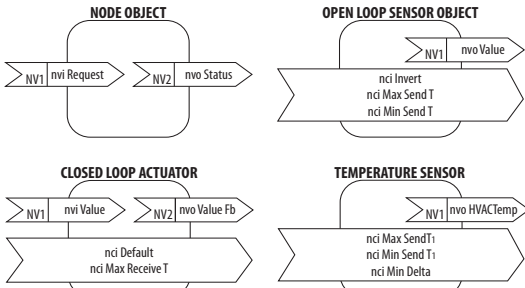 NODE OBJECT
NV1 nvi Request
NV2 nvo Status
OPEN LOOP SENSOR OBJECT
NV1 nvo Value
nci Invert
nci Max Send T
nci Min Send T
CLOSED LOOP ACTUATOR
NV1 nvi Value
NV2 nvo Value Fb
nci Default
nci Max Receive T
TEMPERATURE SENSOR
NV1 nvo HVACTemp
nci Max SendT1
nci Min Send T1
nci Min Delta